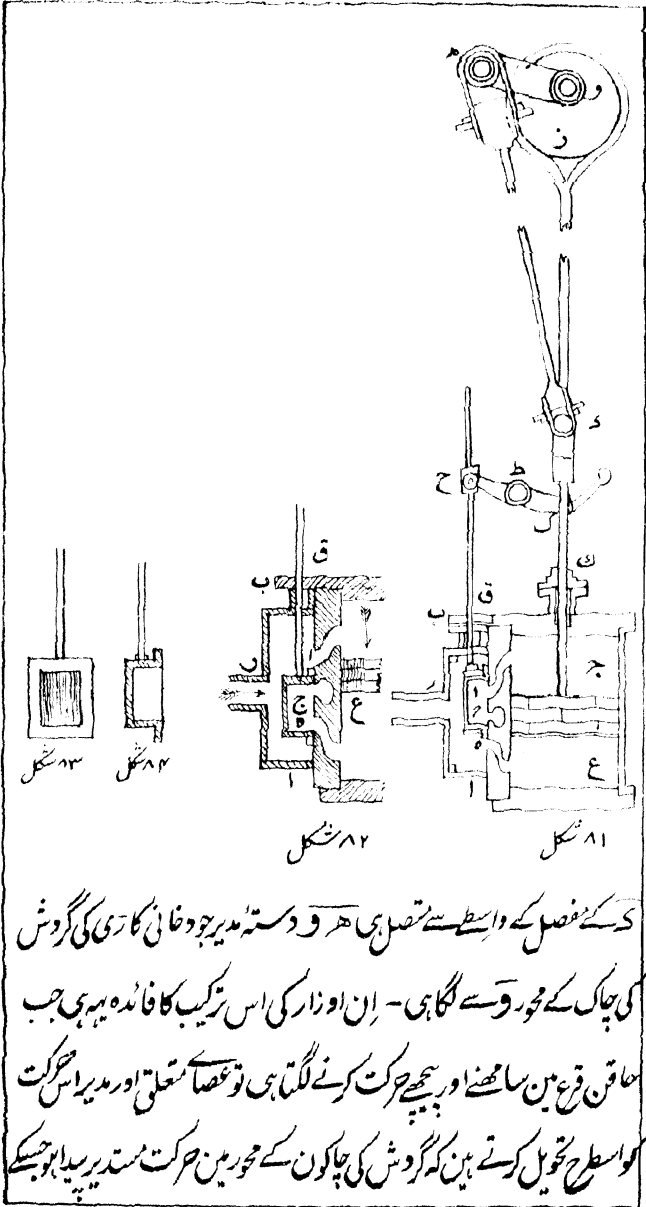 ھ
و
ز
ء
ح
ط
ل
ک
ب
ق
ر
ج
ع
ا
ق
ب
ر
ج
ع
ا
شکل ۸۳
شکل ۸۴
شکل ۸۲
شکل ۸۱
کے مفصل کے واسطے سے متصل ہی ھ و دستۂ مدیر جو دخانی کاری کی گردش
کی چاک کے محور و سے لگا ہی - اِن اوزار کی اس ترکیب کا فائدہ یہہ ہی جب
حاقن قرع مین سامھنے اور پیچھے حرکت کرنے لگتا ہی تو عصاے متعلق اور مدیر اس حرکت
کو اسطرح تحویل کرتے ہین کہ گردش کی چاکون کے محور مین حرکت مستدیر پیدا ہو جسکے